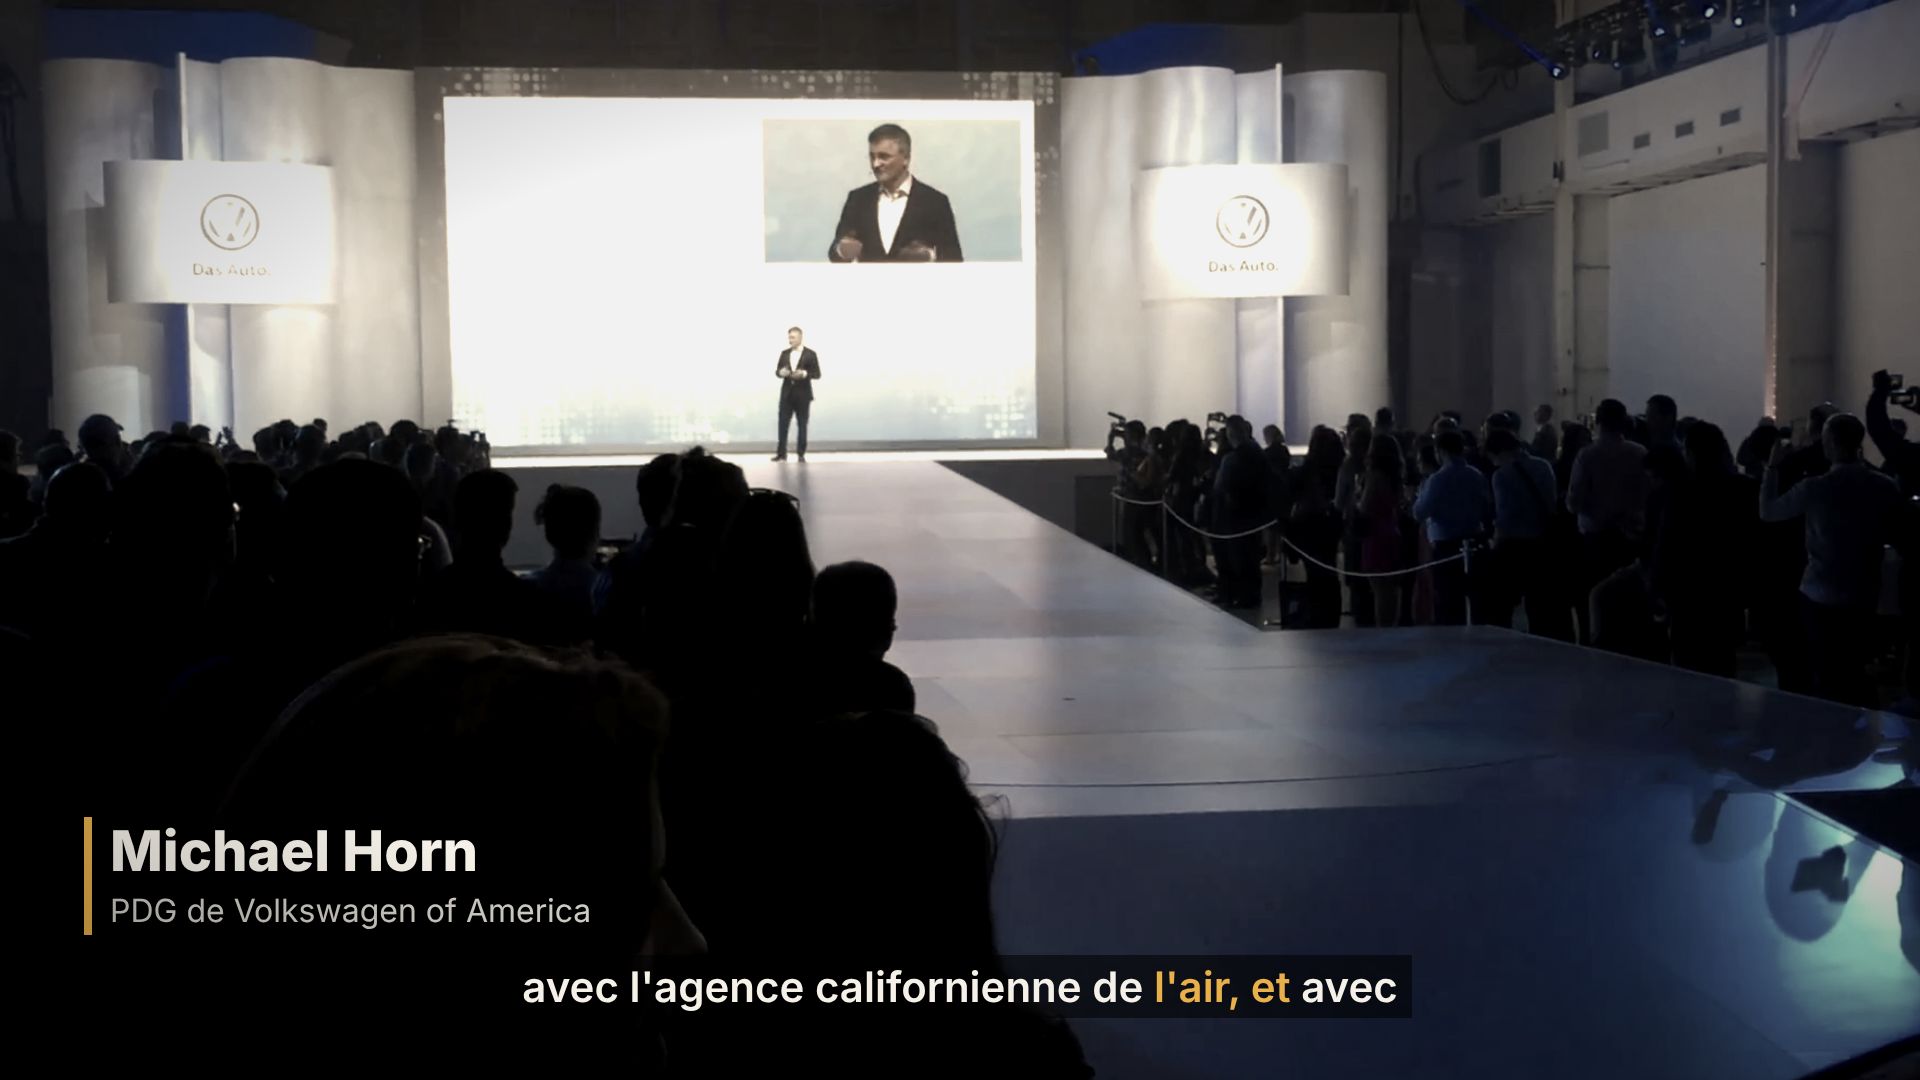 Das Auto.
Das Auto.
Michael Horn
PDG de Volkswagen of America
avec l'agence californienne de l'air, et avec